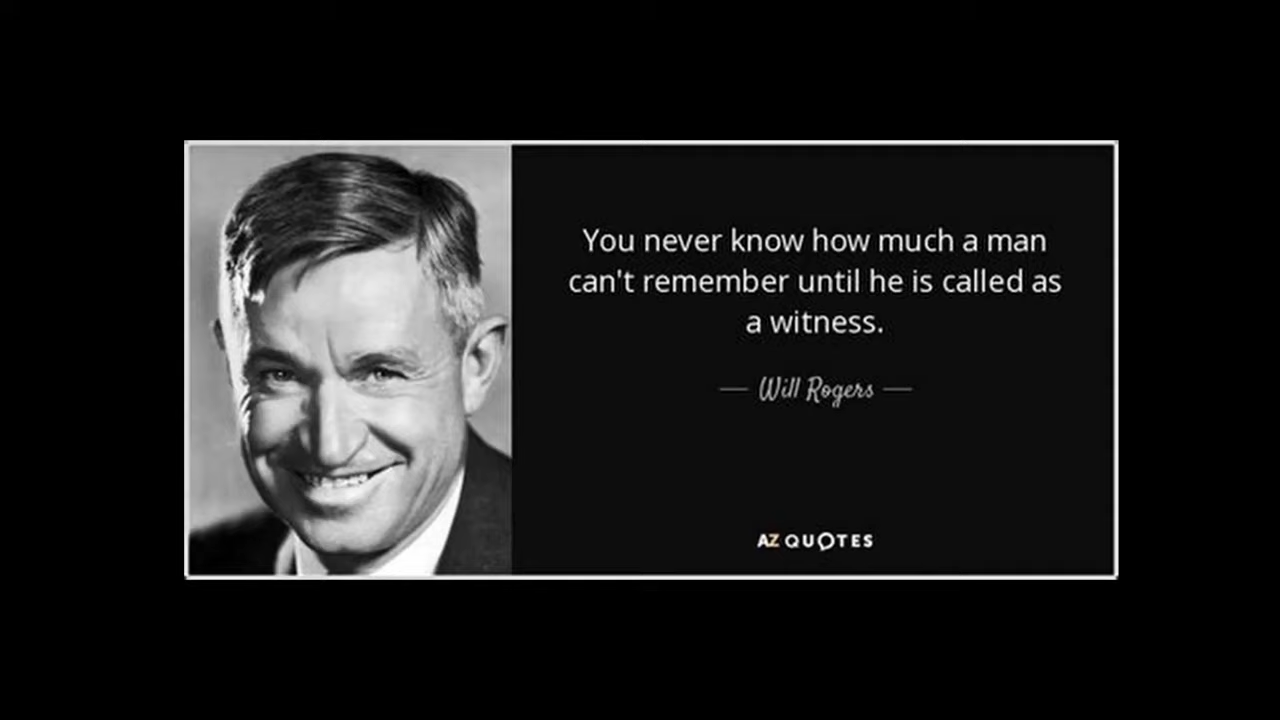 You never know how much a man
can't remember until he is called as
a witness.
— Will Rogers —
AZ QUOTES